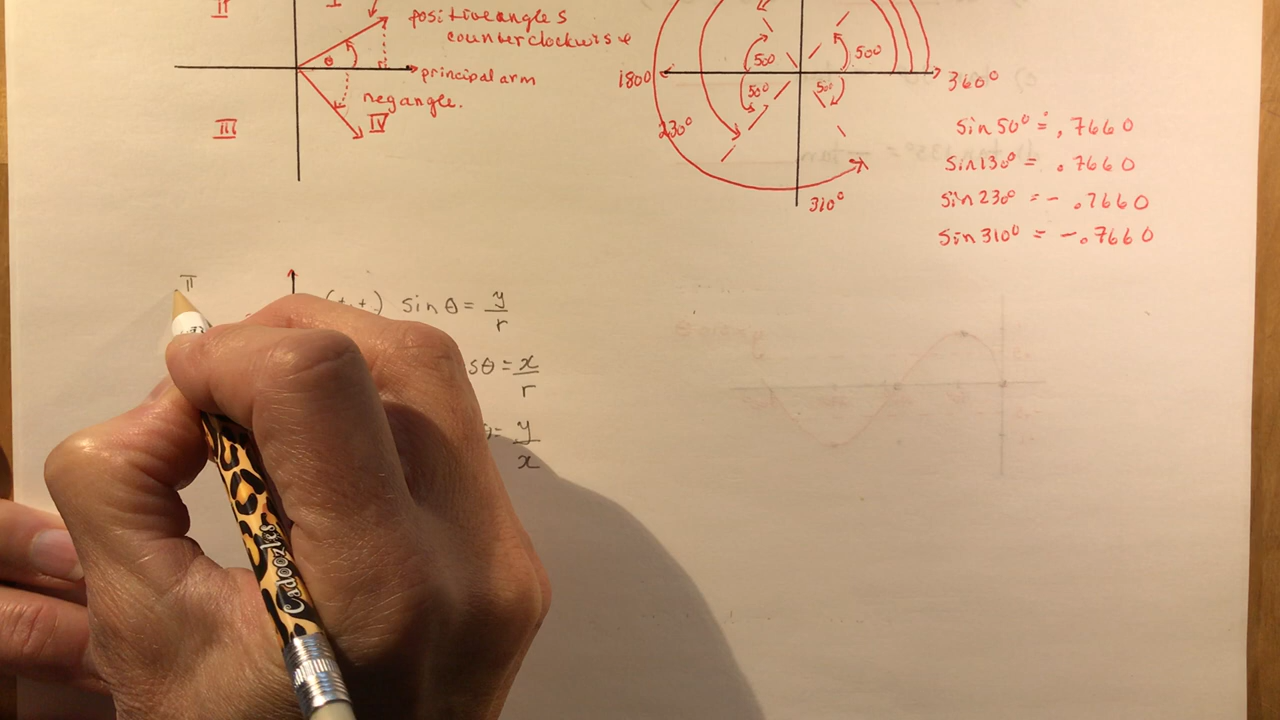 II
I
positive angles
counterclockwise
θ
principal arm
neg angle.
III
IV
500
500
500
500
1800
360°
230°
310°
sin 50° = .7660
sin 130° = .7660
sin 230° = - .7660
sin 310° = -.7660
II
(+,+) sin θ = y/r
sθ = x/r
θ = y/x
Csdoozles